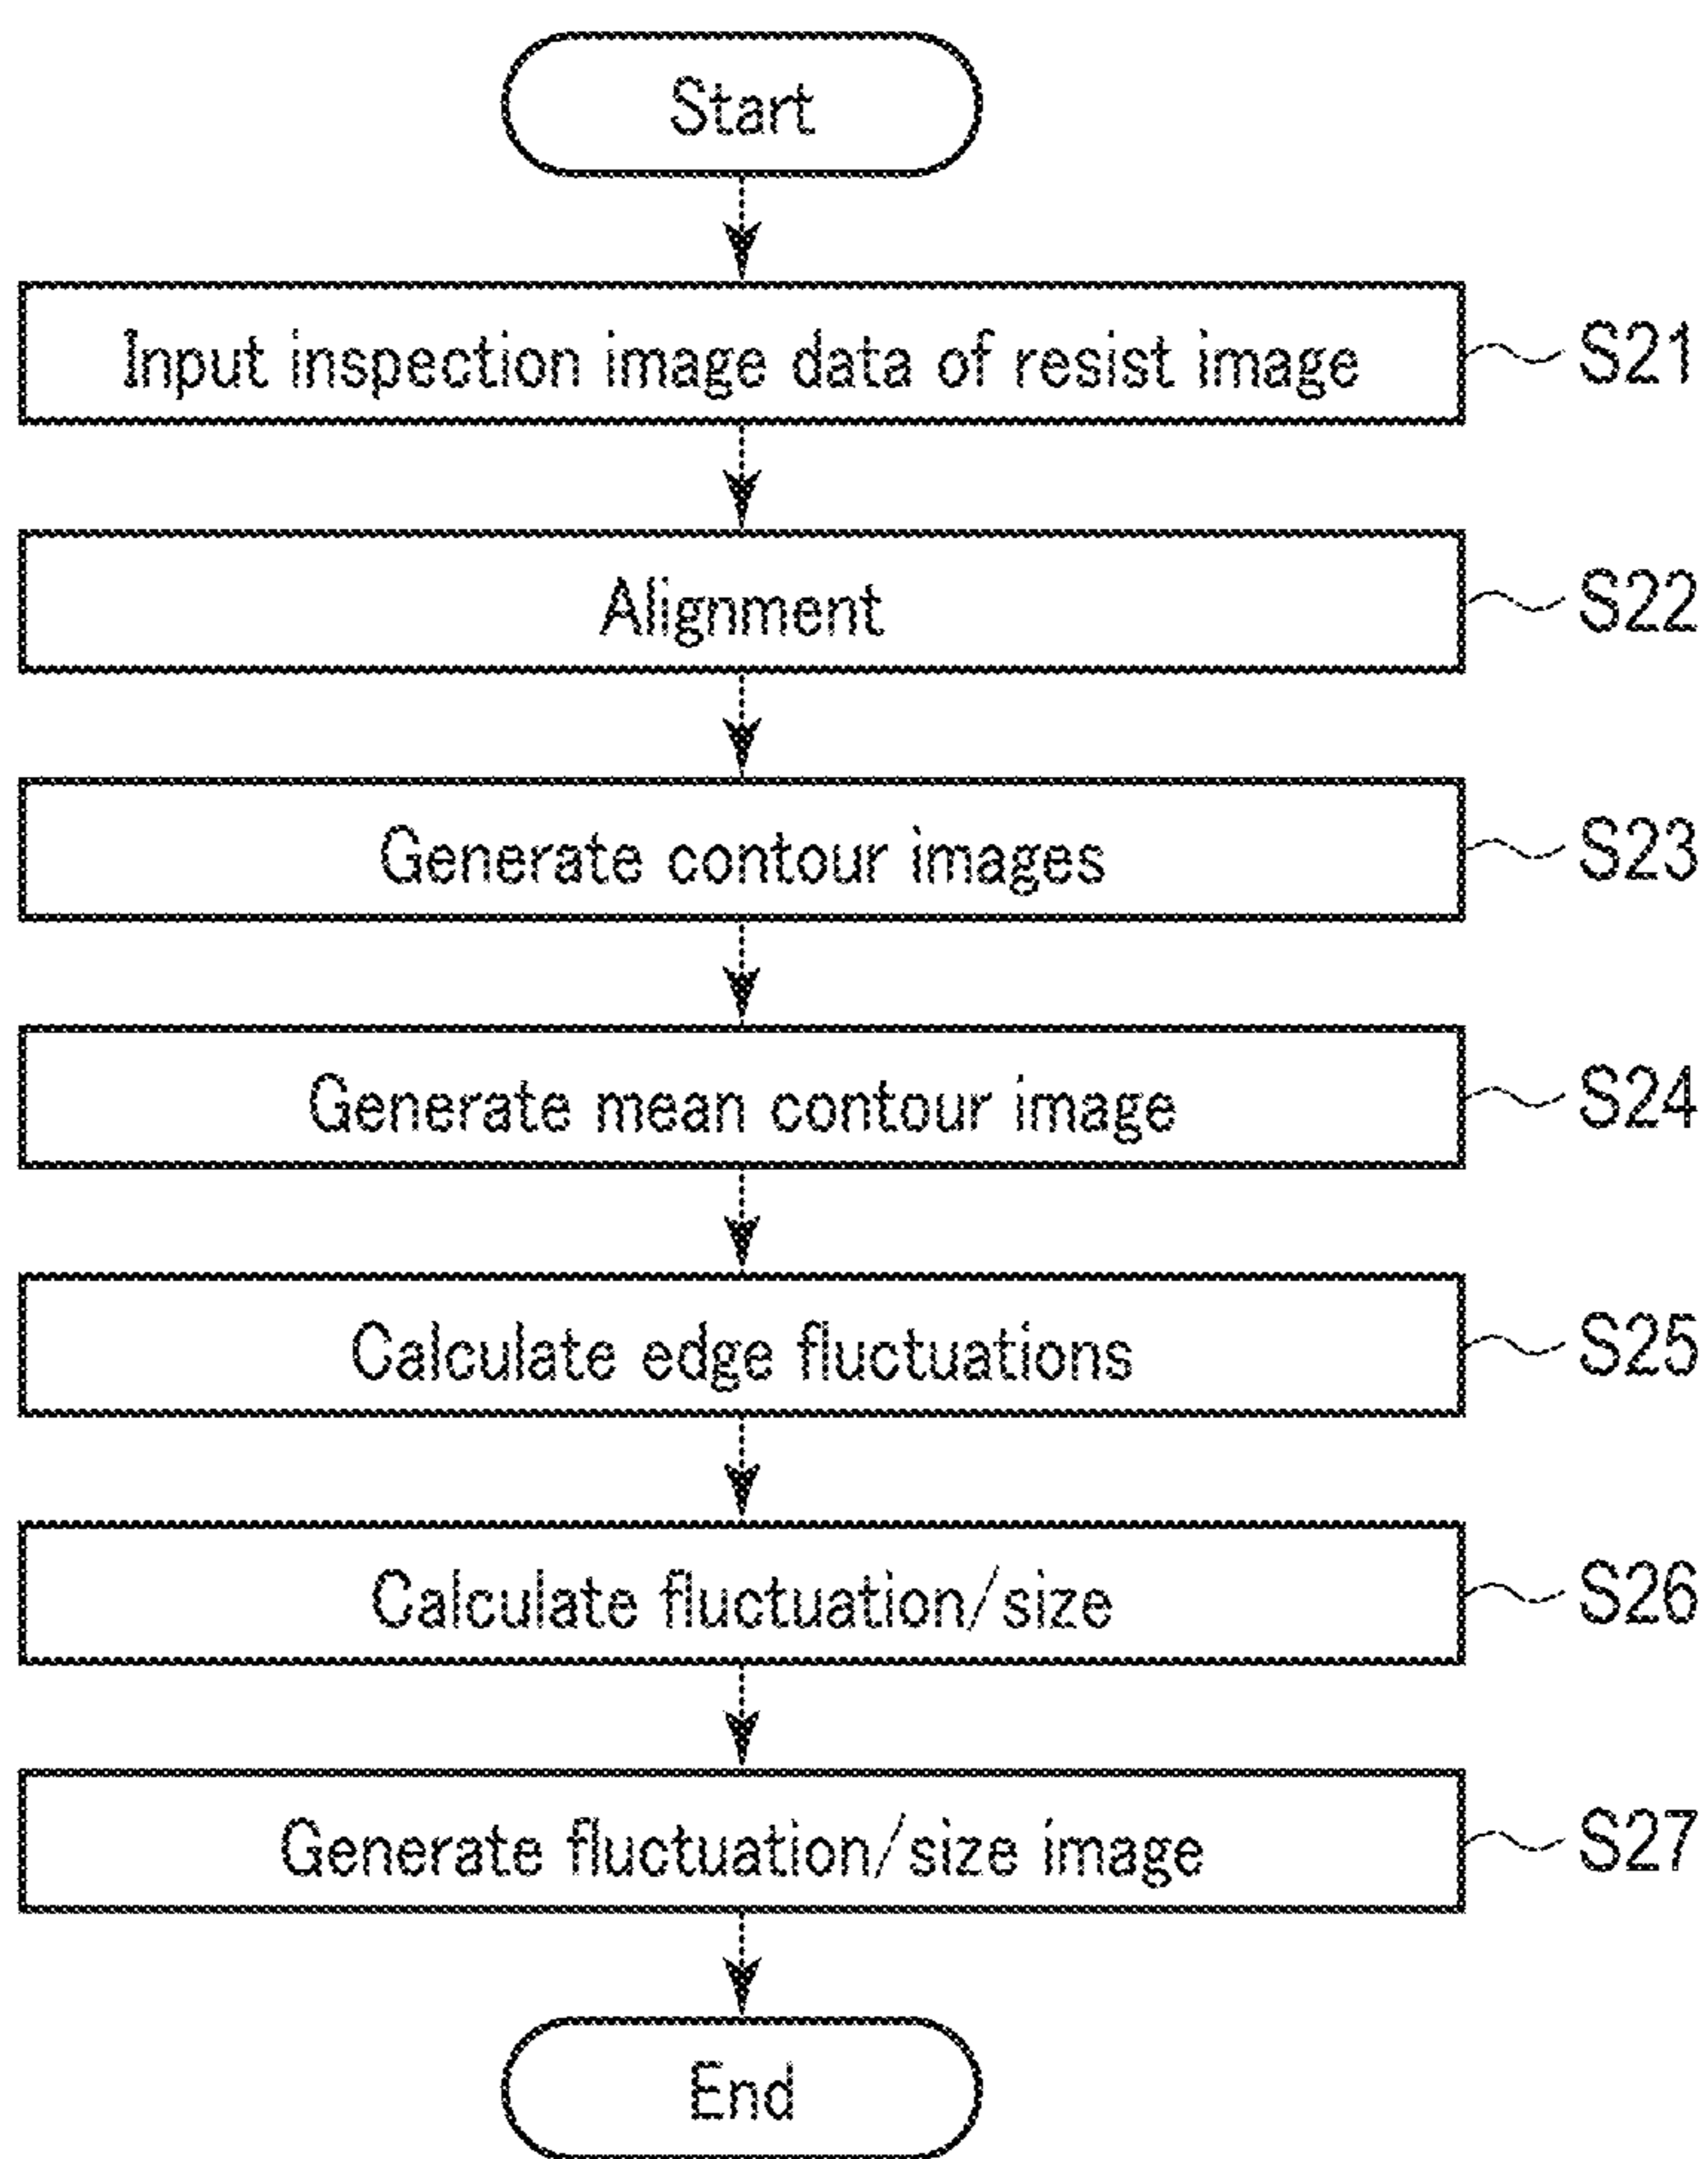 Start
Input inspection image data of resist image S21
Alignment S22
Generate contour images S23
Generate mean contour image S24
Calculate edge fluctuations S25
Calculate fluctuation/size S26
Generate fluctuation/size image S27
End